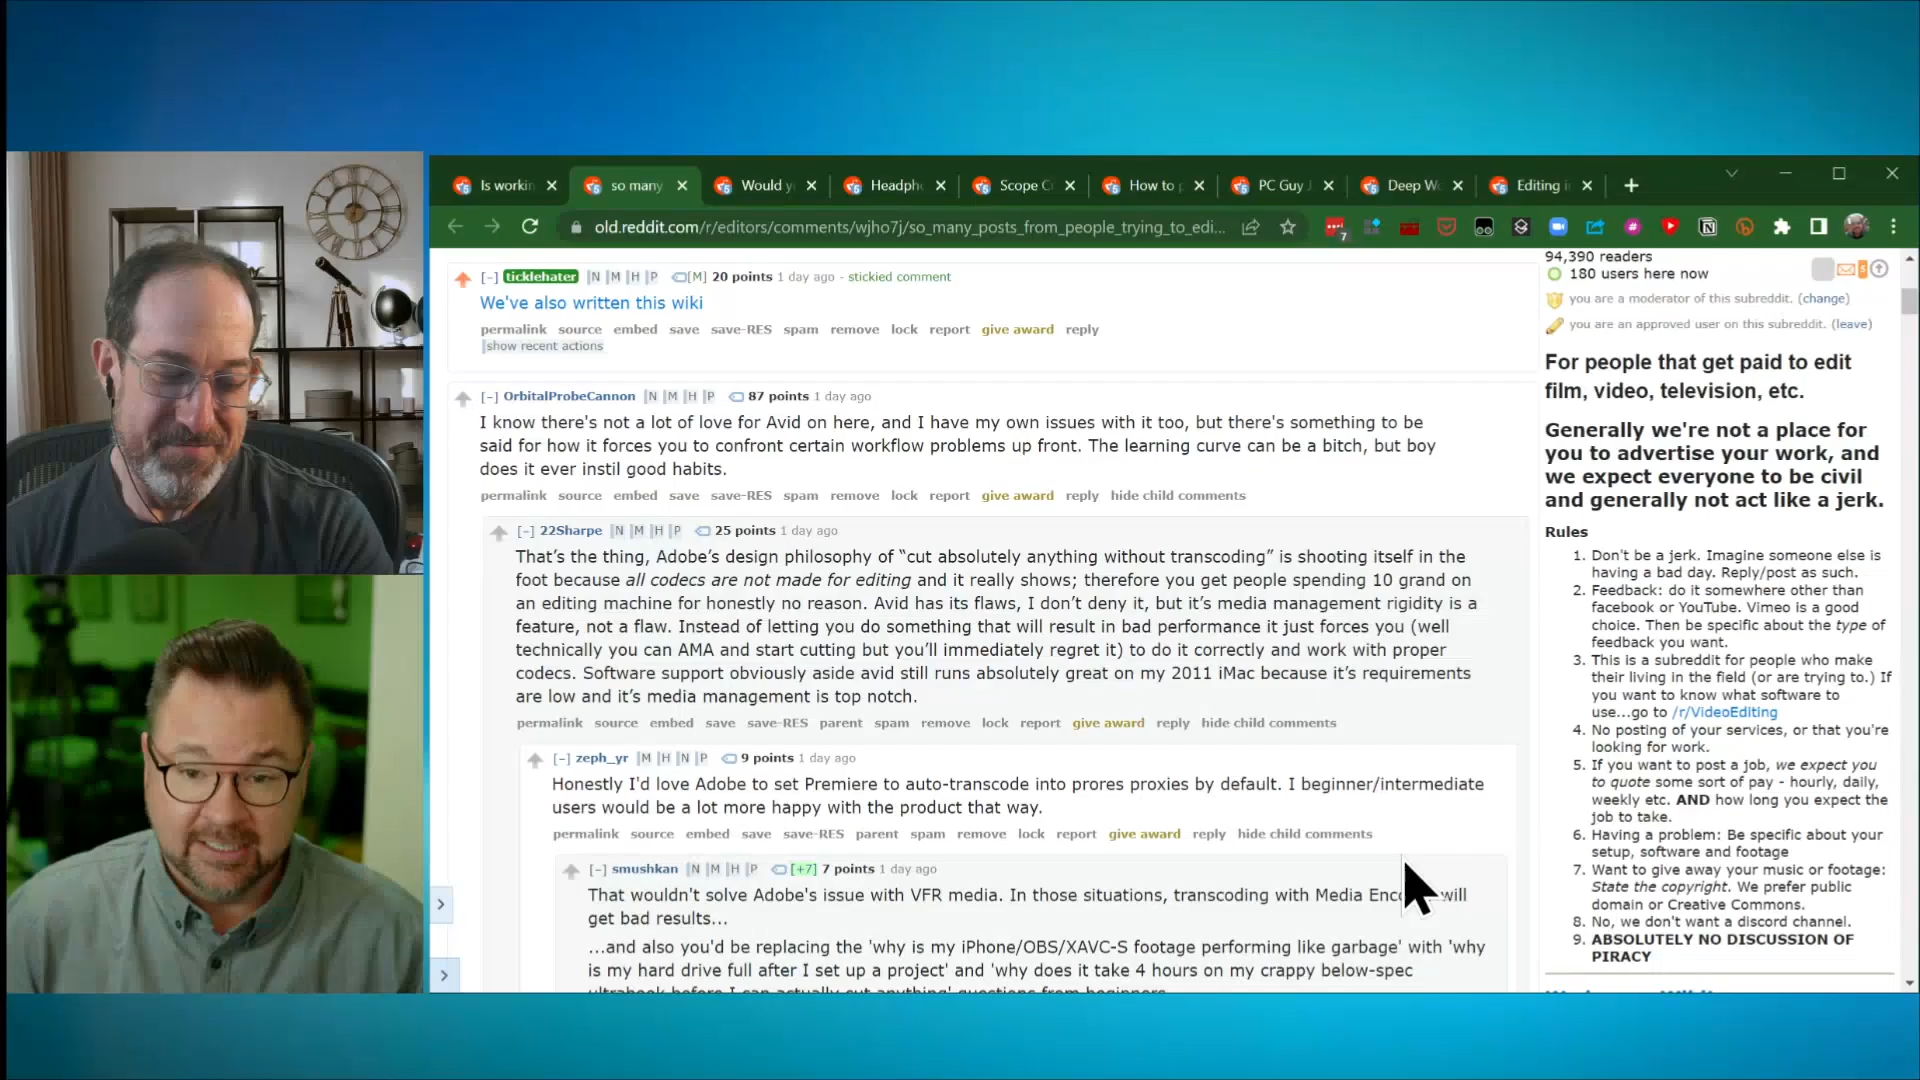 Is workin
so many
Would y
Headph
Scope C
How to p
PC Guy
Deep W
Editing i
old.reddit.com/r/editors/comments/wjho7j/so_many_posts_from_people_trying_to_edi...
7
[–] ticklehater |N |M |H |P [M] 20 points 1 day ago - stickied comment
We've also written this wiki
permalink source embed save save-RES spam remove lock report give award reply
|show recent actions
[–] OrbitalProbeCannon |N |M |H |P 87 points 1 day ago
I know there's not a lot of love for Avid on here, and I have my own issues with it too, but there's something to be
said for how it forces you to confront certain workflow problems up front. The learning curve can be a bitch, but boy
does it ever instil good habits.
permalink source embed save save-RES spam remove lock report give award reply hide child comments
[–] 22Sharpe |N |M |H |P 25 points 1 day ago
That's the thing, Adobe's design philosophy of “cut absolutely anything without transcoding” is shooting itself in the
foot because all codecs are not made for editing and it really shows; therefore you get people spending 10 grand on
an editing machine for honestly no reason. Avid has its flaws, I don't deny it, but it's media management rigidity is a
feature, not a flaw. Instead of letting you do something that will result in bad performance it just forces you (well
technically you can AMA and start cutting but you'll immediately regret it) to do it correctly and work with proper
codecs. Software support obviously aside avid still runs absolutely great on my 2011 iMac because it's requirements
are low and it's media management is top notch.
permalink source embed save save-RES parent spam remove lock report give award reply hide child comments
[–] zeph_yr |M |H |N |P 9 points 1 day ago
Honestly I'd love Adobe to set Premiere to auto-transcode into prores proxies by default. I beginner/intermediate
users would be a lot more happy with the product that way.
permalink source embed save save-RES parent spam remove lock report give award reply hide child comments
[–] smushkan |N |M |H |P [+7] 7 points 1 day ago
That wouldn't solve Adobe's issue with VFR media. In those situations, transcoding with Media Enc will
get bad results...
...and also you'd be replacing the 'why is my iPhone/OBS/XAVC-S footage performing like garbage' with 'why
is my hard drive full after I set up a project' and 'why does it take 4 hours on my crappy below-spec
ultrabook before I can actually cut anything' questions from beginners
94,390 readers
180 users here now
you are a moderator of this subreddit. (change)
you are an approved user on this subreddit. (leave)
For people that get paid to edit
film, video, television, etc.
Generally we're not a place for
you to advertise your work, and
we expect everyone to be civil
and generally not act like a jerk.
Rules
1. Don't be a jerk. Imagine someone else is
having a bad day. Reply/post as such.
2. Feedback: do it somewhere other than
facebook or YouTube. Vimeo is a good
choice. Then be specific about the type of
feedback you want.
3. This is a subreddit for people who make
their living in the field (or are trying to.) If
you want to know what software to
use...go to /r/VideoEditing
4. No posting of your services, or that you're
looking for work.
5. If you want to post a job, we expect you
to quote some sort of pay - hourly, daily,
weekly etc. AND how long you expect the
job to take.
6. Having a problem: Be specific about your
setup, software and footage
7. Want to give away your music or footage:
State the copyright. We prefer public
domain or Creative Commons.
8. No, we don't want a discord channel.
9. ABSOLUTELY NO DISCUSSION OF
PIRACY